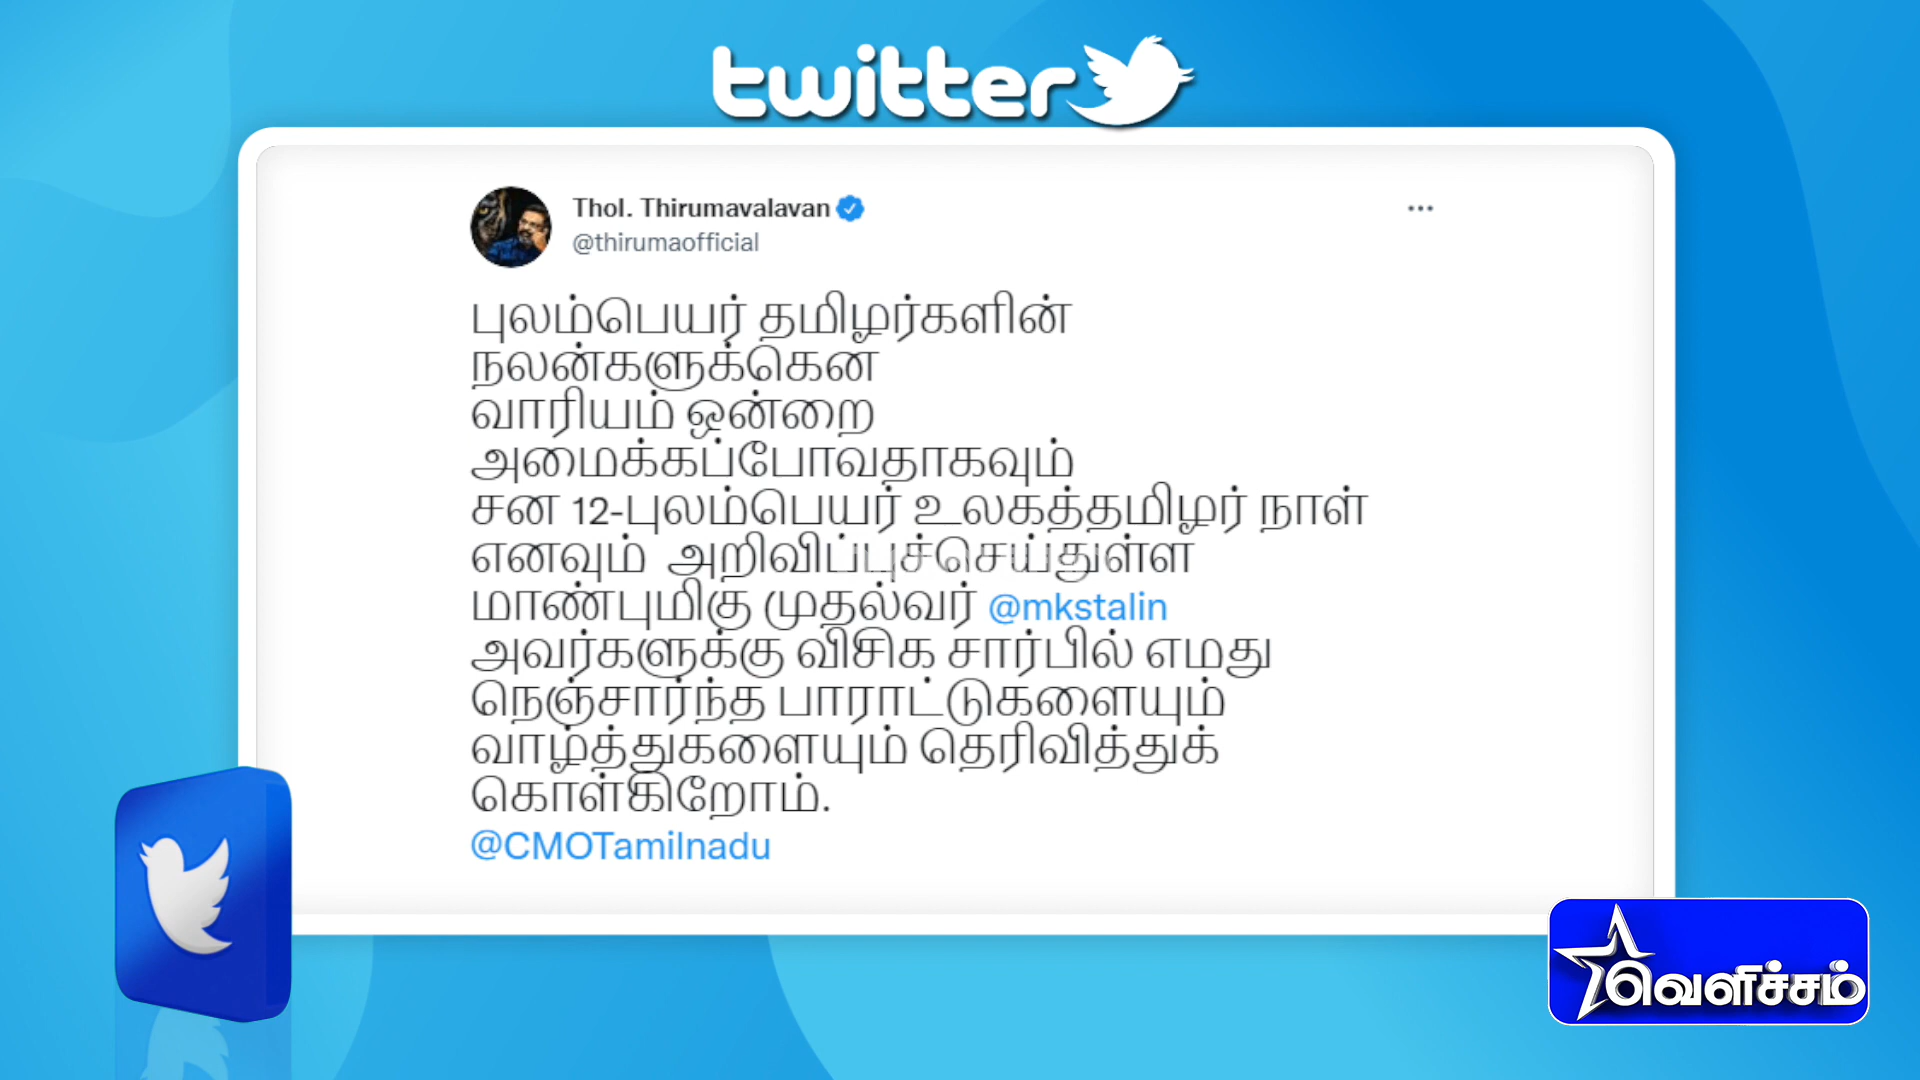 twitter
Thol. Thirumavalavan
@thirumaofficial
புலம்பெயர் தமிழர்களின்
நலன்களுக்கென
வாரியம் ஒன்றை
அமைக்கப்போவதாகவும்
சன 12-புலம்பெயர் உலகத்தமிழர் நாள்
எனவும் அறிவிப்புச்செய்துள்ள
மாண்புமிகு முதல்வர் @mkstalin
அவர்களுக்கு விசிக சார்பில் எமது
நெஞ்சார்ந்த பாராட்டுகளையும்
வாழ்த்துகளையும் தெரிவித்துக்
கொள்கிறோம்.
@CMOTamilnadu
வெளிச்சம்